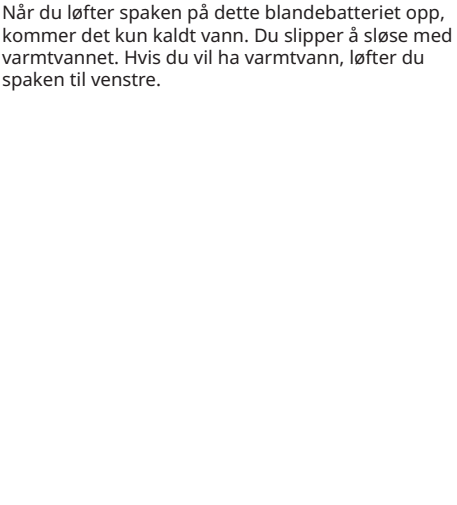 Når du løfter spaken på dette blandebatteriet opp,
kommer det kun kaldt vann. Du slipper å sløse med
varmtvannet. Hvis du vil ha varmtvann, løfter du
spaken til venstre.